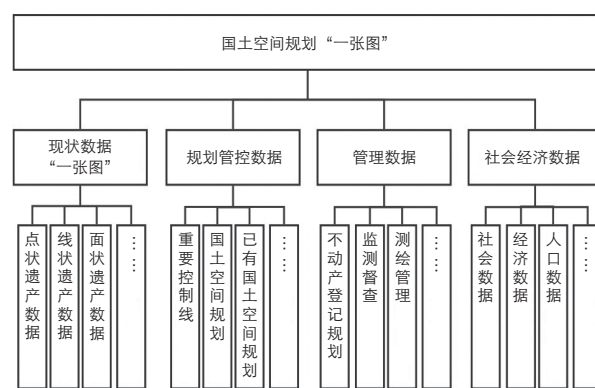 国土空间规划“一张图”
现状数据
“一张图”
规划管控数据
管理数据
社会经济数据
点状遗产数据
线状遗产数据
面状遗产数据
……
重要控制线
国土空间规划
已有国土空间规划
……
不动产登记规划
监测督查
测绘管理
……
社会数据
经济数据
人口数据
……